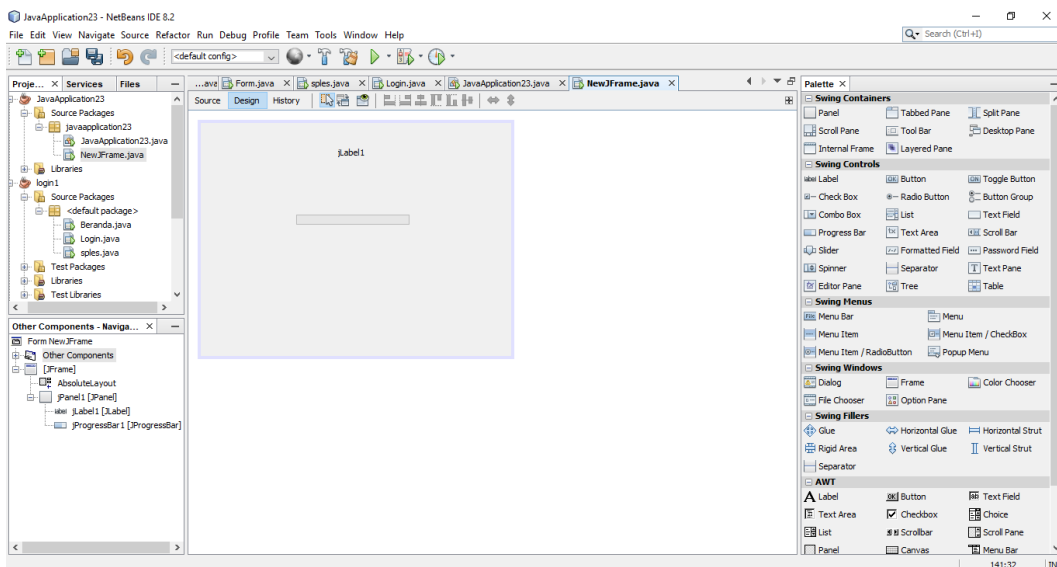 JavaApplication23 - NetBeans IDE 8.2
File Edit View Navigate Source Refactor Run Debug Profile Team Tools Window Help
Search (Ctrl+I)
<default config>
Proje... Services Files
JavaApplication23
Source Packages
javaapplication23
JavaApplication23.java
NewJFrame.java
Libraries
login1
Source Packages
<default package>
Beranda.java
Login.java
sples.java
Test Packages
Libraries
Test Libraries
Other Components - Naviga...
Form NewJFrame
Other Components
[JFrame]
AbsoluteLayout
jPanel1 [JPanel]
jLabel1 [JLabel]
jProgressBar1 [JProgressBar]
...ava Form.java sples.java Login.java JavaApplication23.java NewJFrame.java
Source Design History
jLabel1
Palette
Swing Containers
Panel Tabbed Pane Split Pane
Scroll Pane Tool Bar Desktop Pane
Internal Frame Layered Pane
Swing Controls
label Label OK Button ON Toggle Button
Check Box Radio Button Button Group
Combo Box List Text Field
Progress Bar Text Area Scroll Bar
Slider Formatted Field Password Field
Spinner Separator Text Pane
Editor Pane Tree Table
Swing Menus
Menu Bar Menu
Menu Item Menu Item / CheckBox
Menu Item / RadioButton Popup Menu
Swing Windows
Dialog Frame Color Chooser
File Chooser Option Pane
Swing Fillers
Glue Horizontal Glue Horizontal Strut
Rigid Area Vertical Glue Vertical Strut
Separator
AWT
A Label OK Button Text Field
Text Area Checkbox Choice
List Scrollbar Scroll Pane
Panel Canvas Menu Bar
141:32 IN